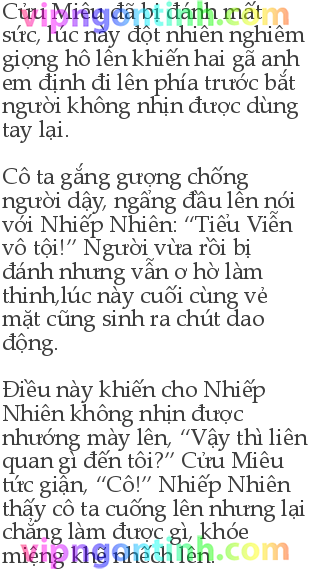 Cửu Miêu đã bị đánh mất
sức, lúc này đột nhiên nghiêm
giọng hô lên khiến hai gã anh
em định đi lên phía trước bắt
người không nhịn được dùng
tay lại.
Cô ta gắng gượng chống
người dậy, ngẩng đầu lên nói
với Nhiếp Nhiên: “Tiểu Viễn
vô tội!” Người vừa rồi bị
đánh nhưng vẫn ơ hờ làm
thinh,lúc này cuối cùng vẻ
mặt cũng sinh ra chút dao
động.
Điều này khiến cho Nhiếp
Nhiên không nhịn được
nhướng mày lên, “Vậy thì liên
quan gì đến tôi?” Cửu Miêu
tức giận, “Cô!” Nhiếp Nhiên
thấy cô ta cuống lên nhưng lại
chẳng làm được gì, khóe
miệng khẽ nhếch lên.
vipngontinh.com
vipngontinh.com